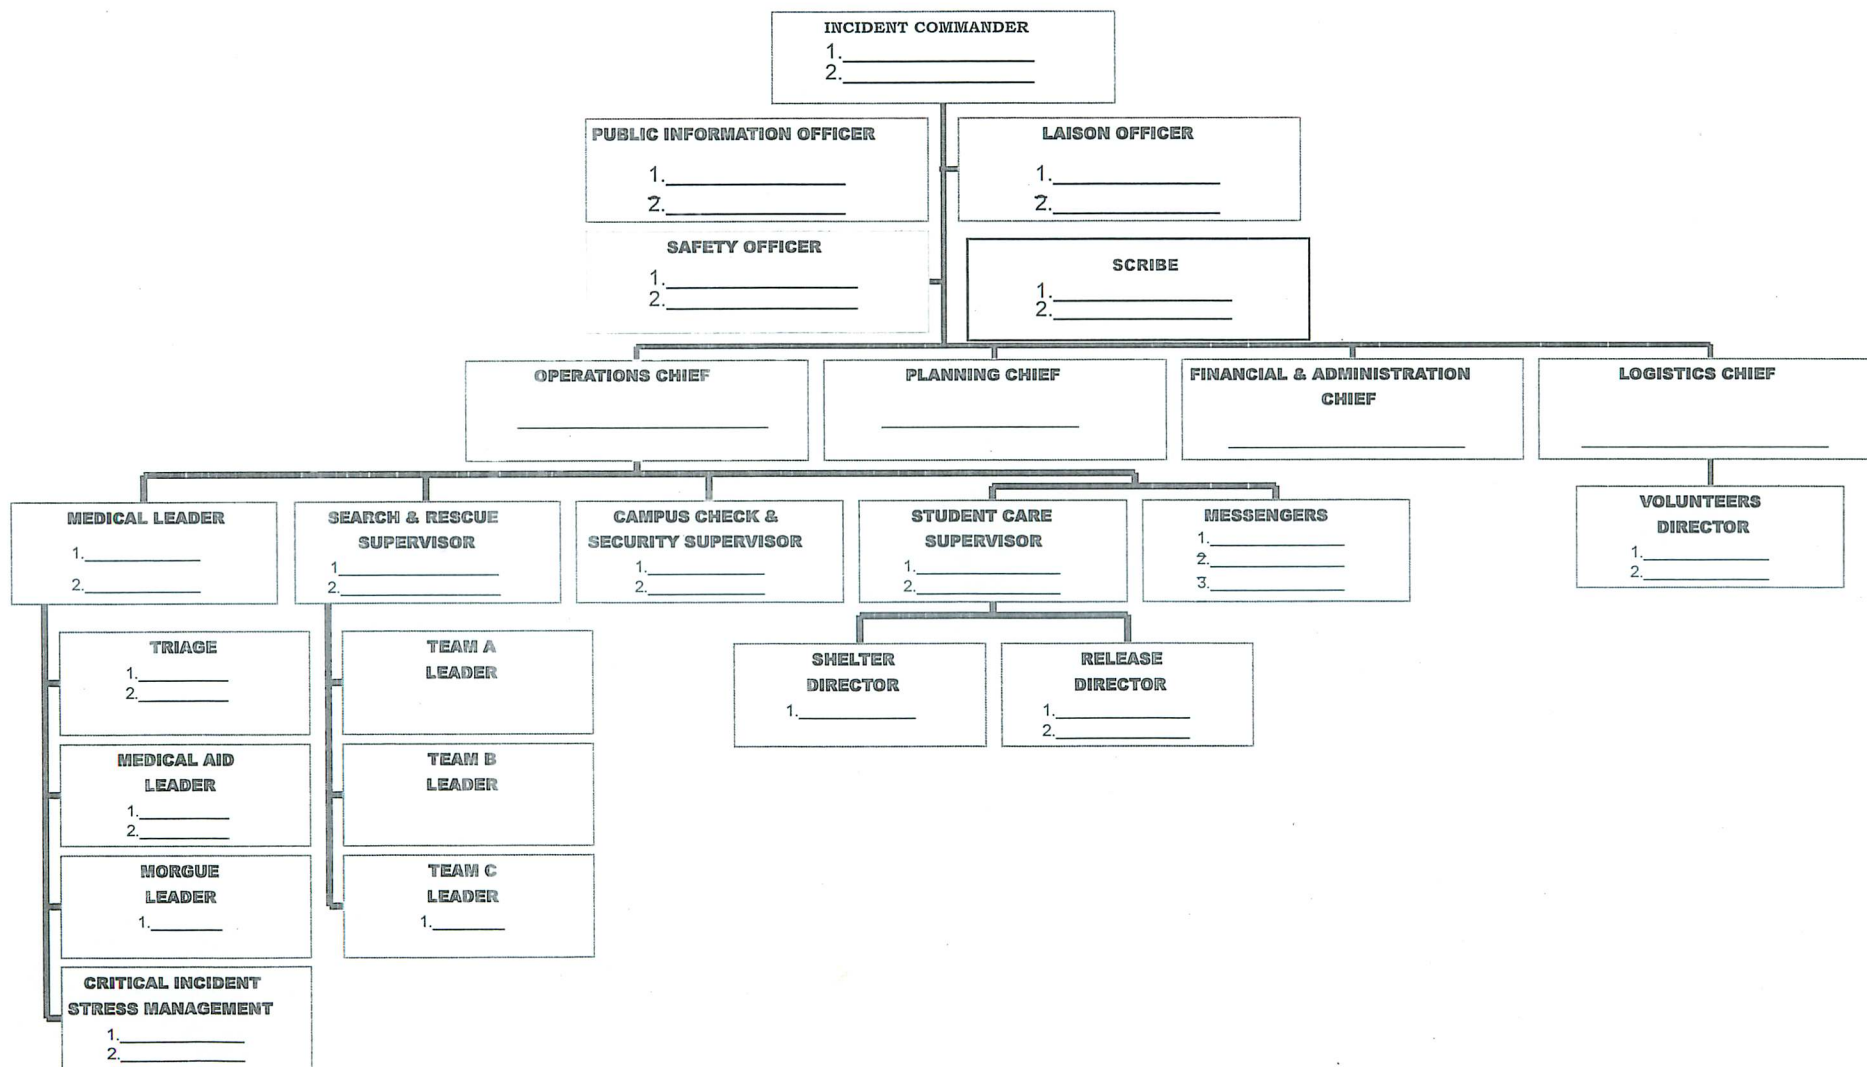 INCIDENT COMMANDER
1.
2.
PUBLIC INFORMATION OFFICER
1.
2.
LAISON OFFICER
1.
2.
SAFETY OFFICER
1.
2.
SCRIBE
1.
2.
OPERATIONS CHIEF
PLANNING CHIEF
FINANCIAL & ADMINISTRATION
CHIEF
LOGISTICS CHIEF
MEDICAL LEADER
1.
2.
SEARCH & RESCUE
SUPERVISOR
1
2.
CAMPUS CHECK &
SECURITY SUPERVISOR
1.
2.
STUDENT CARE
SUPERVISOR
1.
2.
MESSENGERS
1.
2.
3.
VOLUNTEERS
DIRECTOR
1.
2.
TRIAGE
1.
2.
TEAM A
LEADER
SHELTER
DIRECTOR
1.
RELEASE
DIRECTOR
1.
2.
MEDICAL AID
LEADER
1.
2.
TEAM B
LEADER
MORGUE
LEADER
1.
TEAM C
LEADER
1.
CRITICAL INCIDENT
STRESS MANAGEMENT
1.
2.